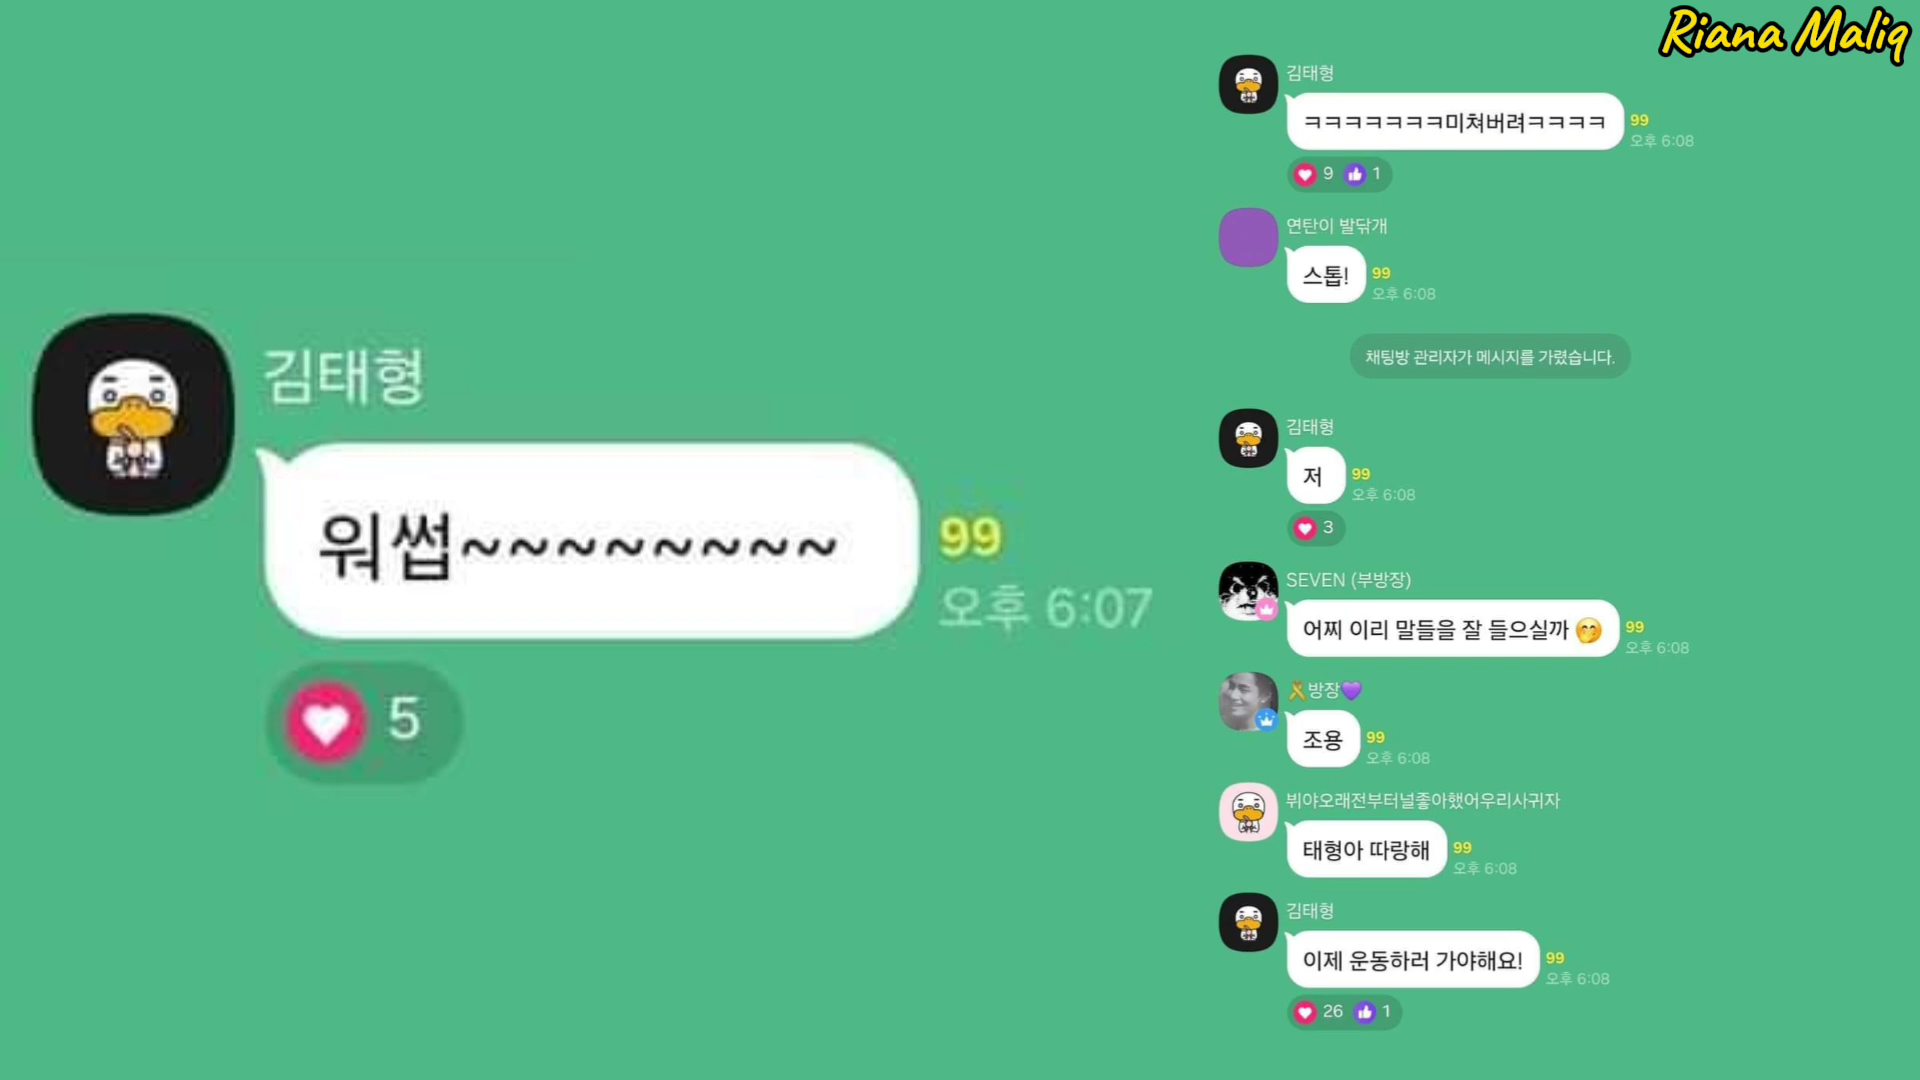 Riana Maliq
김태형
워썹~~~~~~~~
99
오후 6:07
5
김태형
ㅋㅋㅋㅋㅋㅋㅋ미쳐버려ㅋㅋㅋㅋ
99
오후 6:08
9 1
연탄이 발닦개
스톱!
99
오후 6:08
채팅방 관리자가 메시지를 가렸습니다.
김태형
저
99
오후 6:08
3
SEVEN (부방장)
어찌 이리 말들을 잘 들으실까 🤭
99
오후 6:08
🎗방장💜
조용
99
오후 6:08
뷔야오래전부터널좋아했어우리사귀자
태형아 따랑해
99
오후 6:08
김태형
이제 운동하러 가야해요!
99
오후 6:08
26 1